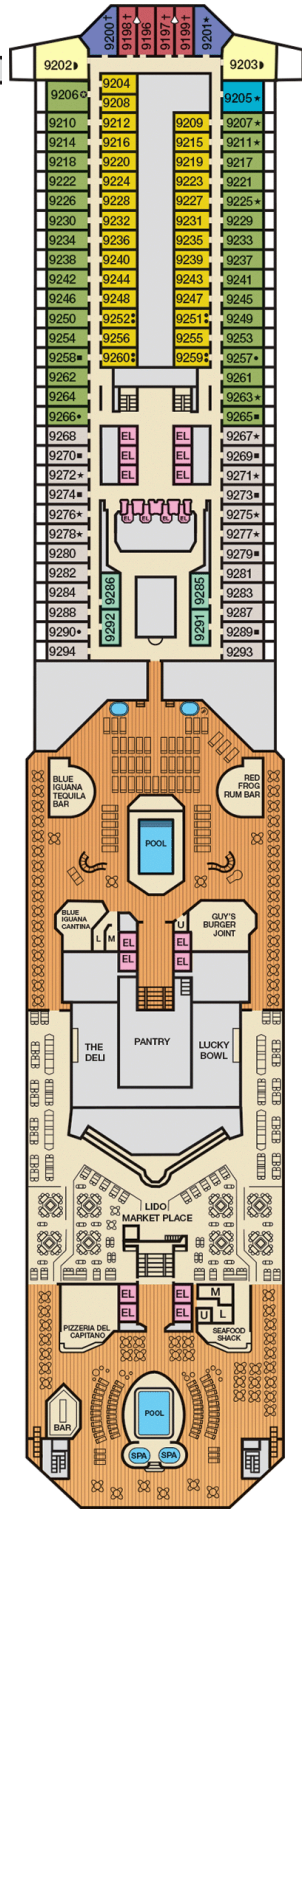 9200† 9198† 9196 9197† 9199† 9201★
9202◗ 9203◗
9206✪ 9204 9205★
9208
9210 9212 9209 9207★
9214 9216 9215 9211★
9218 9220 9219 9217
9222 9224 9223 9221
9226 9228 9227 9225★
9230 9232 9231 9229
9234 9236 9235 9233
9238 9240 9239 9237
9242 9244 9243 9241
9246 9248 9247 9245
9250 9252 9251 9249
9254 9256 9255 9253
9258■ 9260 9259 9257●
9262 9261
9264 9263★
9266● 9265■
9268 EL EL 9267★
9270■ EL EL 9269■
9272★ EL EL 9271★
9274■ 9273■
9276★ EL EL EL EL 9275★
9278★ 9277★
9280 9279■
9282 9286 9285 9281
9284 9283
9288 9292 9291 9287
9290● 9289■
9294 9293
BLUE
IGUANA
TEQUILA
BAR
RED
FROG
RUM BAR
POOL
BLUE
IGUANA
CANTINA
L M
U
GUY'S
BURGER
JOINT
EL EL
EL EL
THE
DELI
PANTRY
LUCKY
BOWL
LIDO
MARKET PLACE
EL EL
EL EL
M
U L
PIZZERIA DEL
CAPITANO
SEAFOOD
SHACK
BAR
POOL
SPA SPA